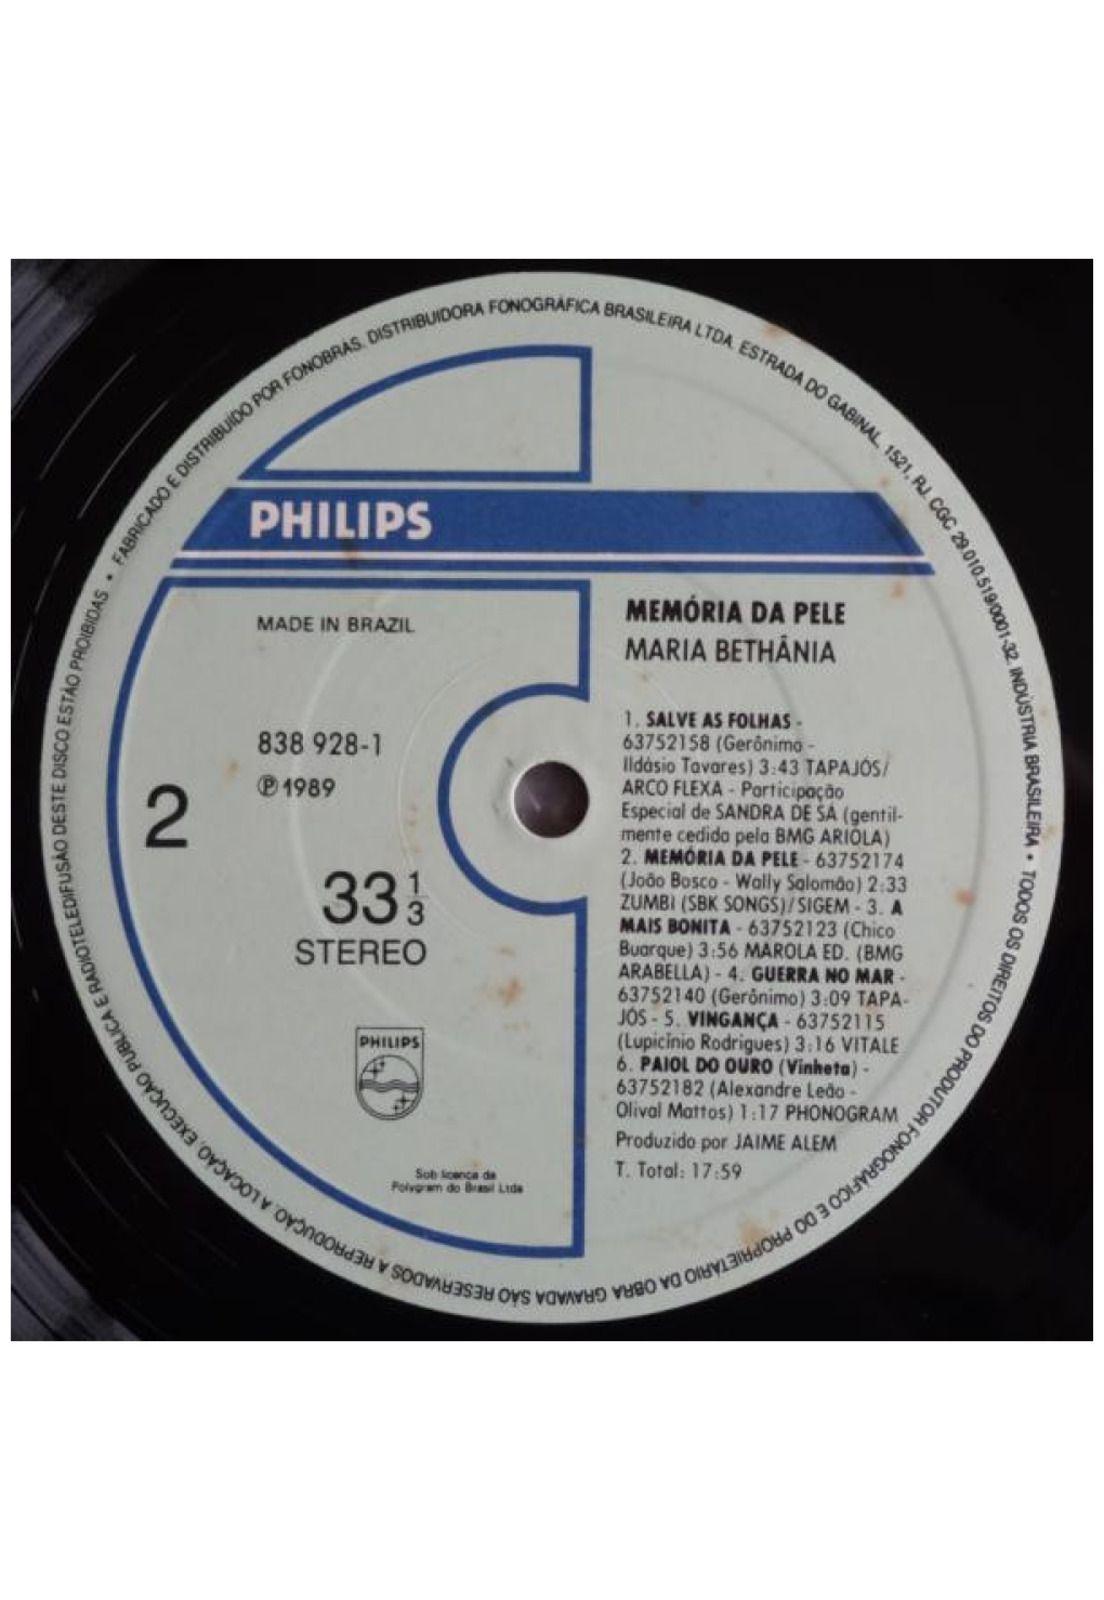 FABRICADO E DISTRIBUÍDO POR FONOBRAS. DISTRIBUIDORA FONOGRÁFICA BRASILEIRA LTDA. ESTRADA DO GABINAL, 1521, RJ. CGC 29.010.519/0001-32. INDÚSTRIA BRASILEIRA • TODOS OS DIREITOS DO PRODUTOR FONOGRÁFICO E DO PROPRIETÁRIO DA OBRA GRAVADA SÃO RESERVADOS A REPRODUÇÃO. A LOCAÇÃO, EXECUÇÃO PUBLICA E RADIOTELEDIFUSÃO DESTE DISCO ESTÃO PROIBIDAS •
PHILIPS
MADE IN BRAZIL
838 928-1
Ⓟ 1989
2
33 1/3
STEREO
PHILIPS
Sob licença da
Polygram do Brasil Ltda
MEMÓRIA DA PELE
MARIA BETHÂNIA
1. SALVE AS FOLHAS -
63752158 (Gerônimo -
Ildásio Tavares) 3:43 TAPAJÓS/
ARCO FLEXA - Participação
Especial de SANDRA DE SÁ (gentil-
mente cedida pela BMG ARIOLA)
2. MEMÓRIA DA PELE - 63752174
(João Bosco - Wally Salomão) 2:33
ZUMBI (SBK SONGS)/SIGEM - 3. A
MAIS BONITA - 63752123 (Chico
Buarque) 3:56 MAROLA ED. (BMG
ARABELLA) - 4. GUERRA NO MAR -
63752140 (Gerônimo) 3:09 TAPA-
JÓS - 5. VINGANÇA - 63752115
(Lupicínio Rodrigues) 3:16 VITALE
6. PAIOL DO OURO (Vinheta) -
63752182 (Alexandre Leão -
Olival Mattos) 1:17 PHONOGRAM
Produzido por JAIME ALEM
T. Total: 17:59